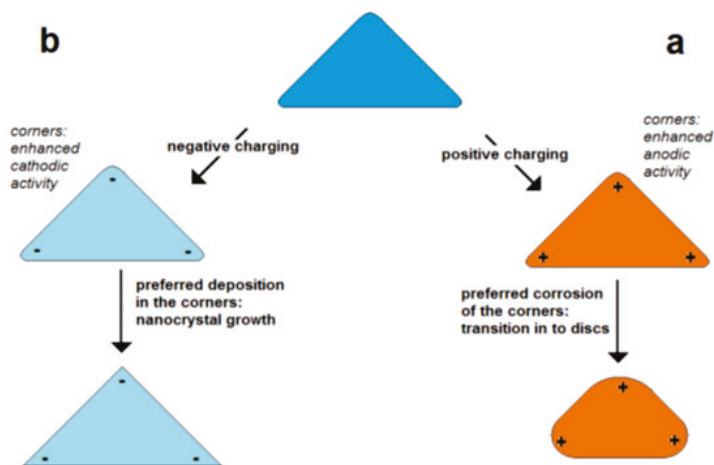 b
a
corners:
enhanced
cathodic
activity
negative charging
positive charging
corners:
enhanced
anodic
activity
-
-
-
+
+
+
preferred deposition
in the corners:
nanocrystal growth
preferred corrosion
of the corners:
transition in to discs
-
-
-
+
+
+